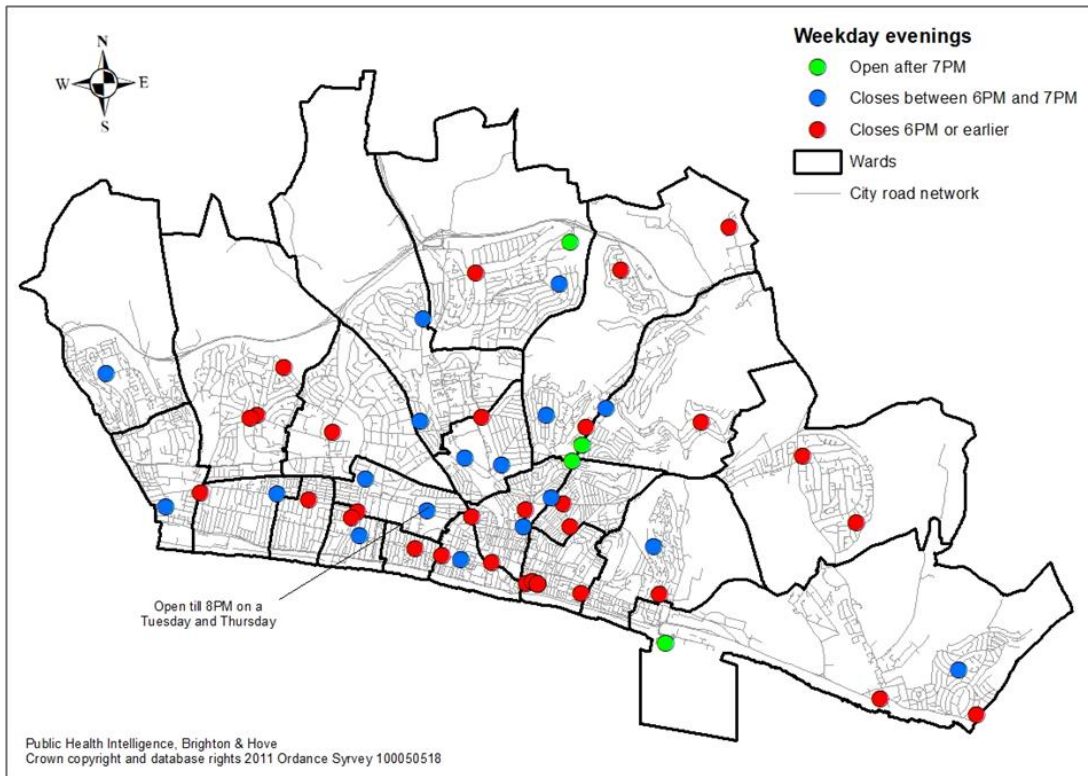 N
W E
S
Weekday evenings
Open after 7PM
Closes between 6PM and 7PM
Closes 6PM or earlier
Wards
City road network
Open till 8PM on a
Tuesday and Thursday
Public Health Intelligence, Brighton & Hove
Crown copyright and database rights 2011 Ordance Syrvey 100050518